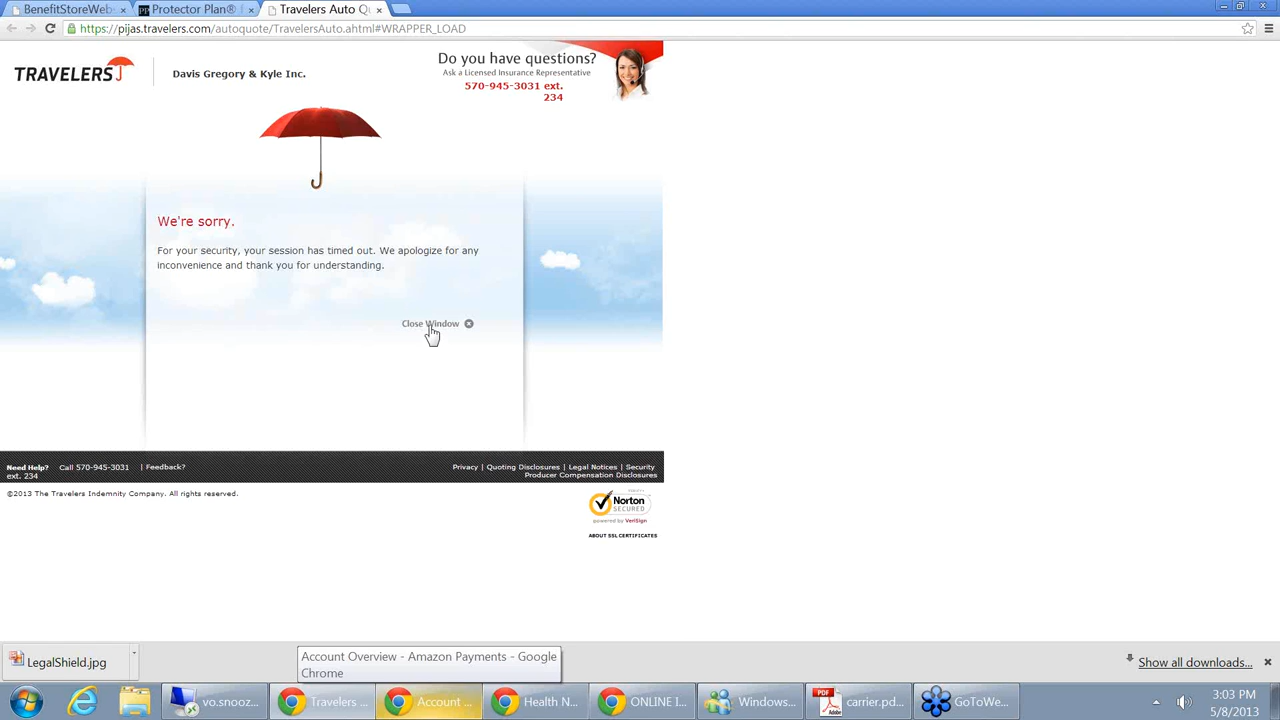 BenefitStoreWebs
Protector Plan® f
Travelers Auto Qu
https://pijas.travelers.com/autoquote/TravelersAuto.ahtml#WRAPPER_LOAD
TRAVELERS
Davis Gregory & Kyle Inc.
Do you have questions?
Ask a Licensed Insurance Representative
570-945-3031 ext.
234
We're sorry.
For your security, your session has timed out. We apologize for any
inconvenience and thank you for understanding.
Close Window
Need Help? Call 570-945-3031 | Feedback?
ext. 234
Privacy | Quoting Disclosures | Legal Notices | Security
Producer Compensation Disclosures
©2013 The Travelers Indemnity Company. All rights reserved.
Norton
SECURED
powered by VeriSign
ABOUT SSL CERTIFICATES
LegalShield.jpg
Account Overview - Amazon Payments - Google
Chrome
Show all downloads...
vo.snooz...
Travelers ...
Account ...
Health N...
ONLINE I...
Windows...
PDF
carrier.pd...
GoToWe...
3:03 PM
5/8/2013